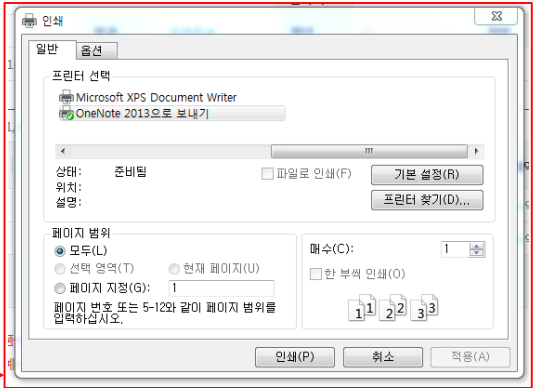 인쇄
일반 옵션
프린터 선택
Microsoft XPS Document Writer
OneNote 2013으로 보내기
상태: 준비됨 파일로 인쇄(F) 기본 설정(R)
위치:
설명: 프린터 찾기(D)...
페이지 범위
모두(L) 매수(C): 1
선택 영역(T) 현재 페이지(U) 한 부씩 인쇄(O)
페이지 지정(G): 1
페이지 번호 또는 5-12와 같이 페이지 범위를
입력하십시오.
1 1 2 2 3 3
인쇄(P) 취소 적용(A)